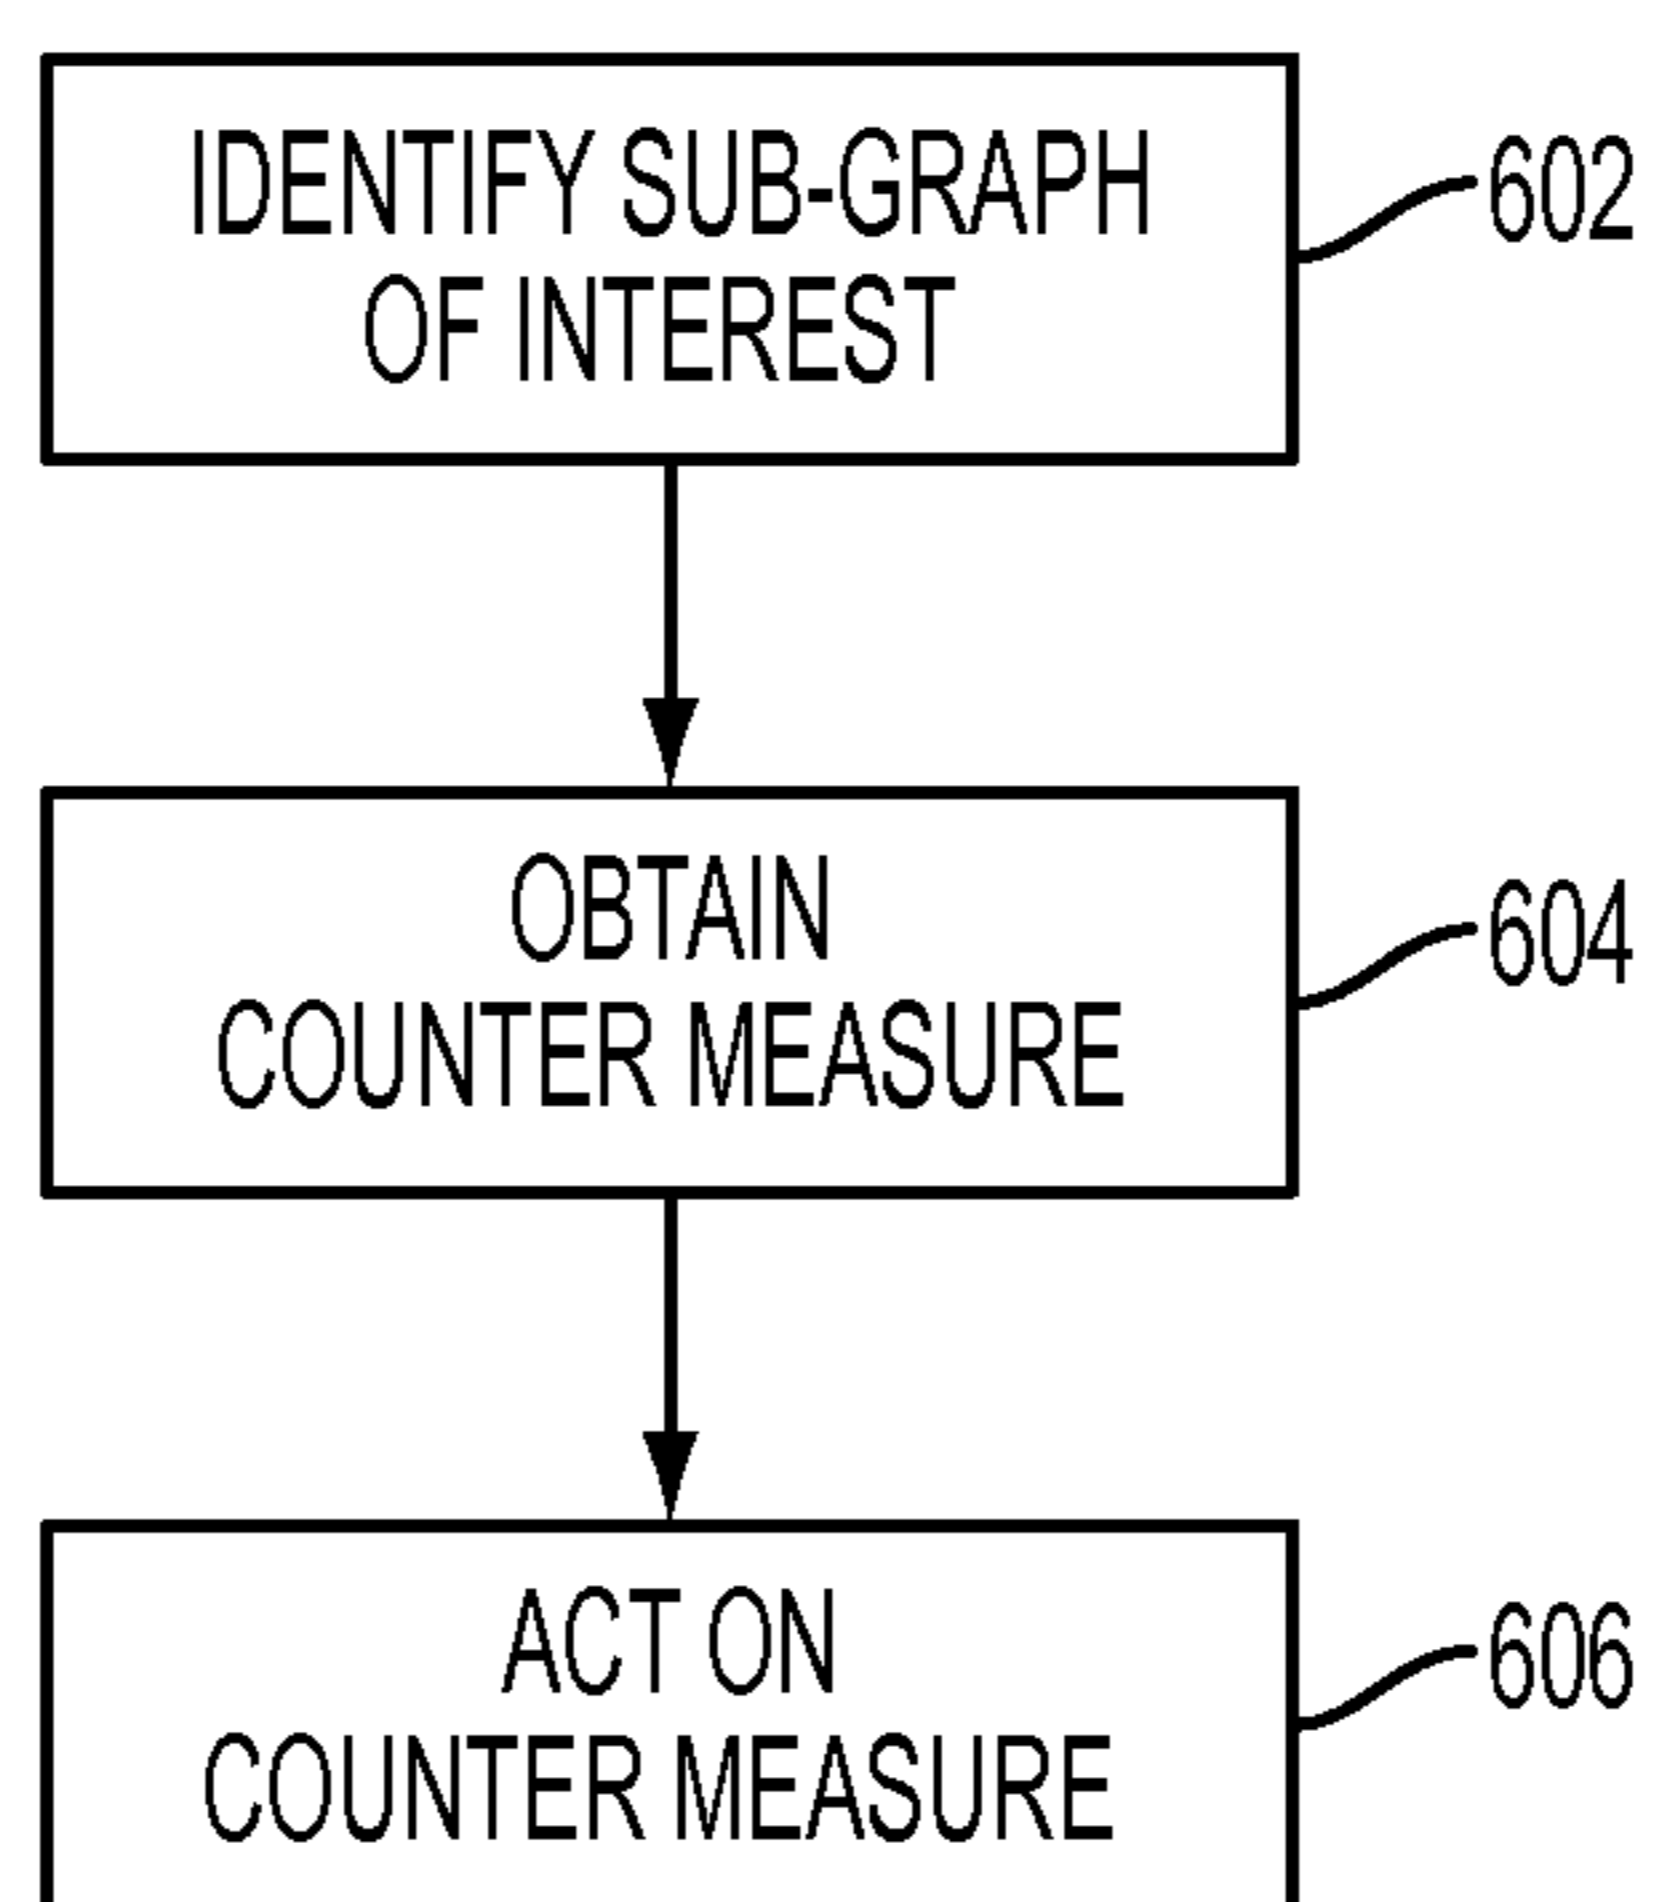 IDENTIFY SUB-GRAPH
OF INTEREST
602
OBTAIN
COUNTER MEASURE
604
ACT ON
COUNTER MEASURE
606